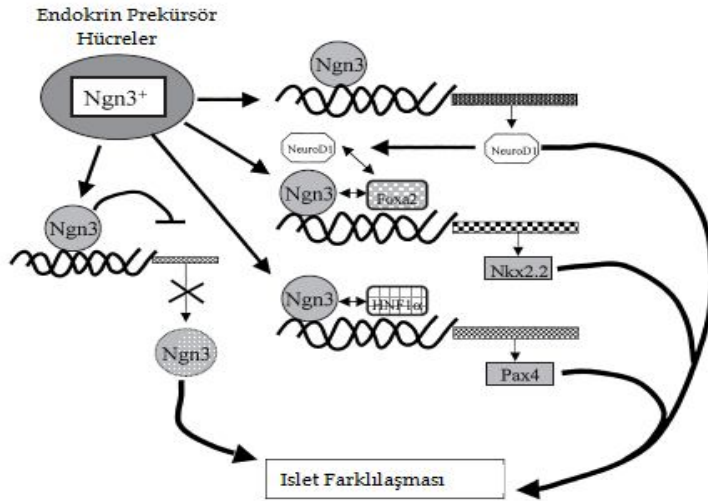 Endokrin Prekürsör
Hücreler
Ngn3+
Ngn3
NeuroD1
NeuroD1
Ngn3
Foxa2
Nkx2.2
Ngn3
Ngn3
HNF1α
Pax4
Ngn3
Islet Farklılaşması